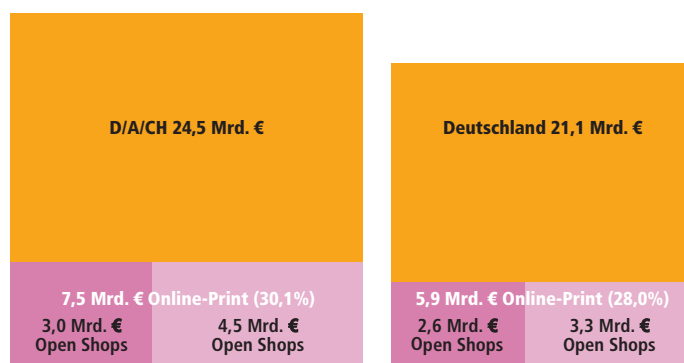 D/A/CH 24,5 Mrd. €
7,5 Mrd. € Online-Print (30,1%)
3,0 Mrd. €
Open Shops
4,5 Mrd. €
Open Shops
Deutschland 21,1 Mrd. €
5,9 Mrd. € Online-Print (28,0%)
2,6 Mrd. €
Open Shops
3,3 Mrd. €
Open Shops